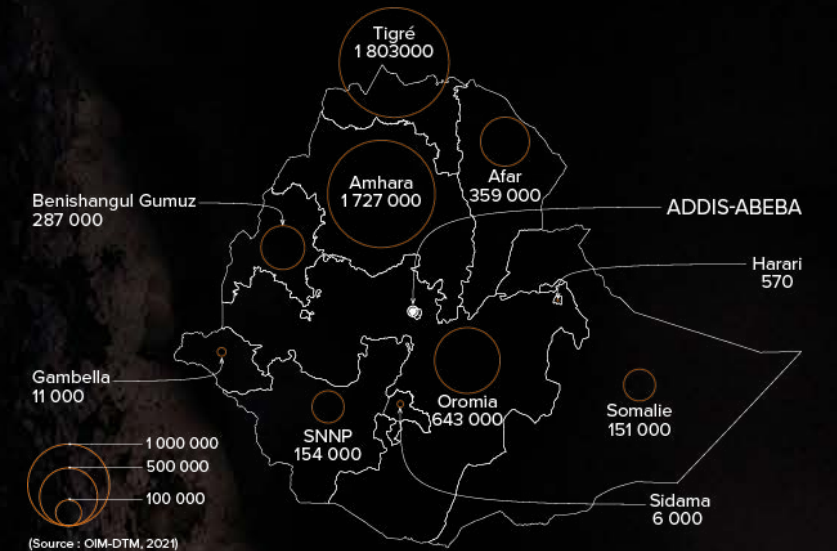 Tigré
1 803000
Afar
359 000
Amhara
1 727 000
Benishangul Gumuz
287 000
ADDIS-ABEBA
Harari
570
Gambella
11 000
Oromia
643 000
SNNP
154 000
Somalie
151 000
Sidama
6 000
1 000 000
500 000
100 000
(Source : OIM-DTM, 2021)